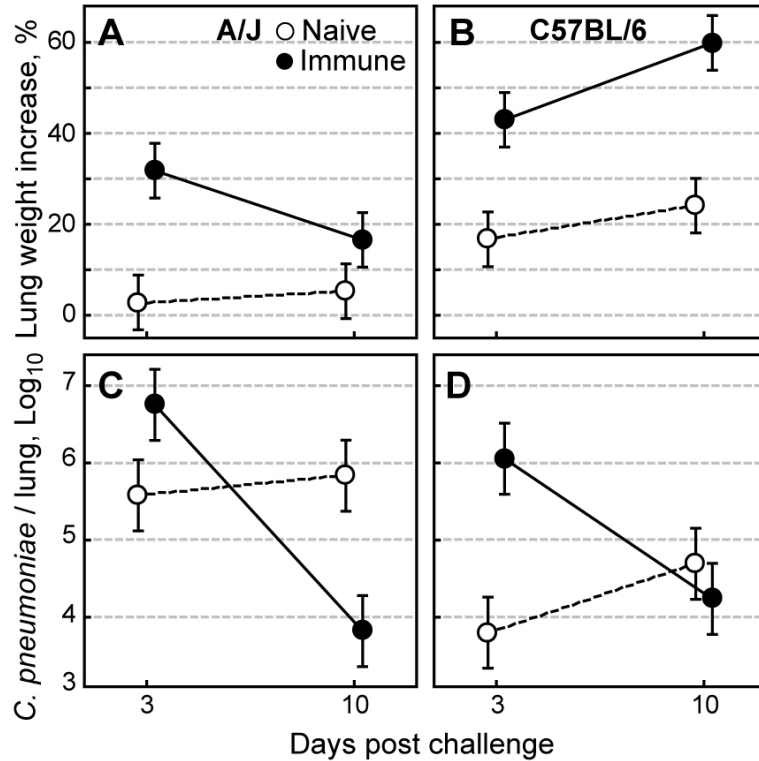 A
A/J
Naive
Immune
B
C57BL/6
Lung weight increase, %
60
40
20
0
C
D
C. pneumoniae / lung, Log10
7
6
5
4
3
3
10
3
10
Days post challenge